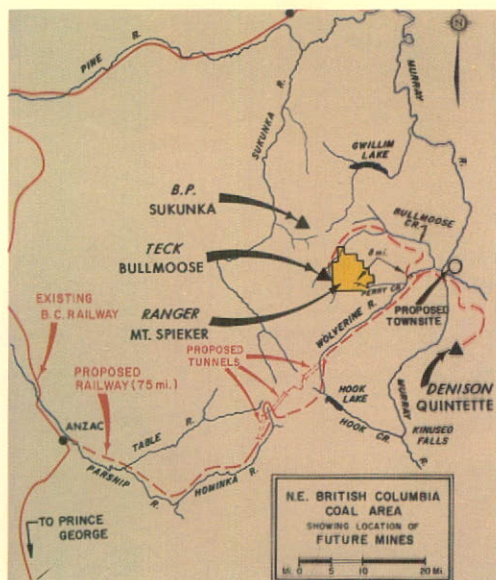 N
PINE R.
SUKUNKA R.
MURRAY
R.
GWILLIM
LAKE
B.P.
SUKUNKA
BULLMOOSE
CR.
TECK
BULLMOOSE
8 mi.
PERRY CR.
RANGER
MT. SPIEKER
EXISTING
B.C. RAILWAY
WOLVERINE R.
PROPOSED
TOWNSITE
PROPOSED
TUNNELS
PROPOSED
RAILWAY (75 mi.)
DENISON
QUINTETTE
HOOK
LAKE
MURRAY
R.
HOOK CR.
KINUSED
FALLS
ANZAC
TABLE R.
PARSNIP
R.
HOMINKA R.
TO PRINCE
GEORGE
N.E. BRITISH COLUMBIA
COAL AREA
SHOWING LOCATION OF
FUTURE MINES
Mi. 0 5 10 20 Mi.